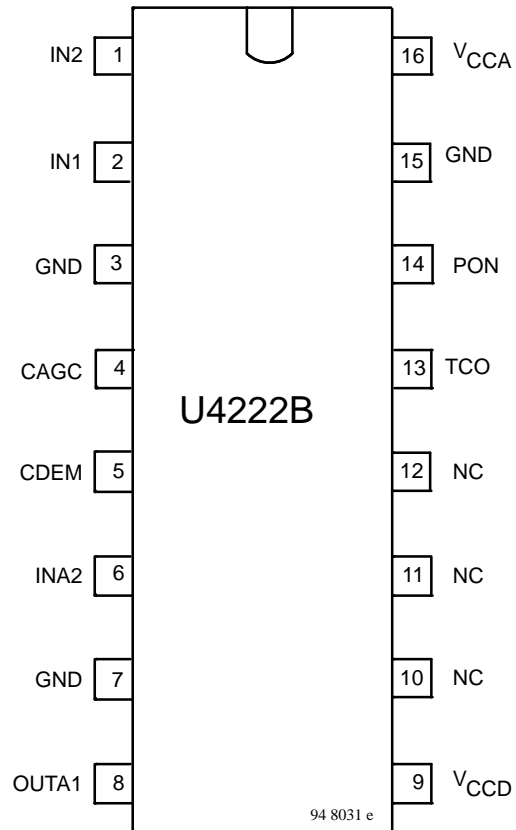 IN2 1 16 VCCA
IN1 2 15 GND
GND 3 14 PON
CAGC 4 13 TCO
U4222B
CDEM 5 12 NC
INA2 6 11 NC
GND 7 10 NC
OUTA1 8 9 VCCD
94 8031 e